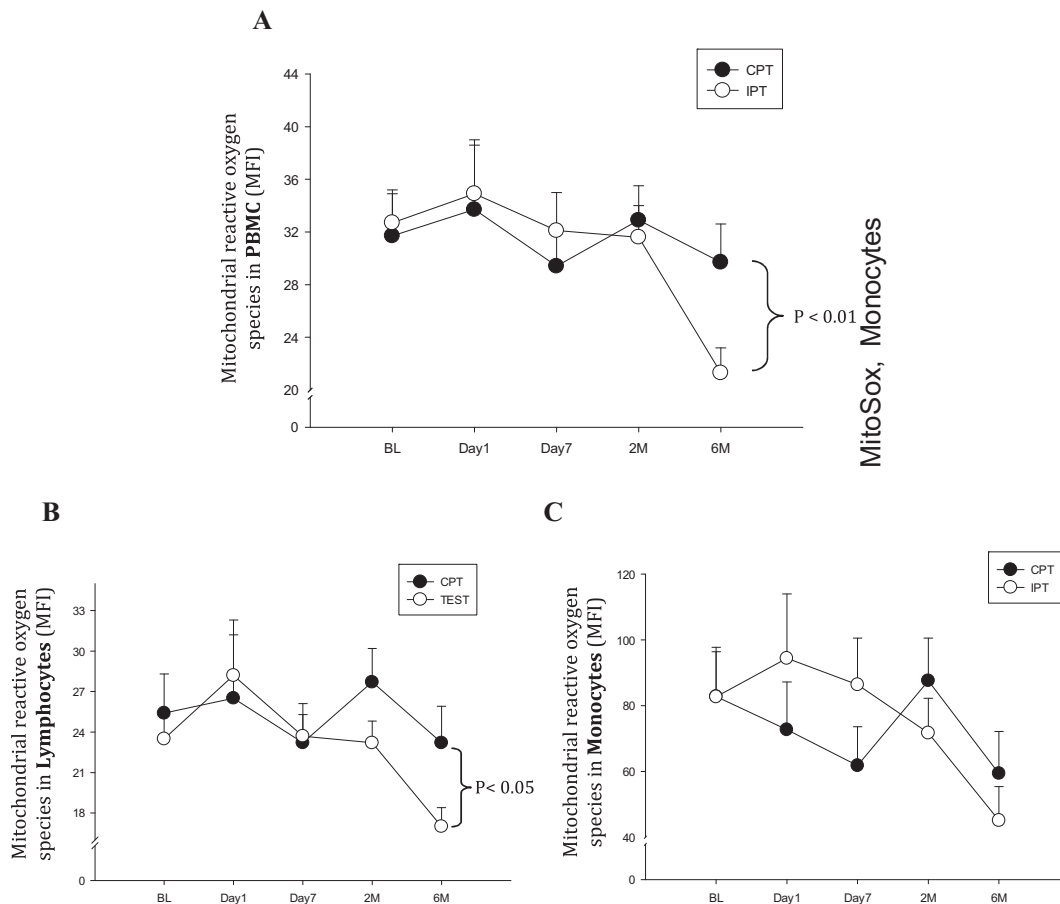 A
CPT
IPT
Mitochondrial reactive oxygen
species in PBMC (MFI)
44
40
36
32
28
24
20
0
BL Day1 Day7 2M 6M
P < 0.01
MitoSox, Monocytes
B
CPT
TEST
Mitochondrial reactive oxygen
species in Lymphocytes (MFI)
33
30
27
24
21
18
0
BL Day1 Day7 2M 6M
P< 0.05
C
CPT
IPT
Mitochondrial reactive oxygen
species in Monocytes (MFI)
120
100
80
60
40
0
BL Day1 Day7 2M 6M